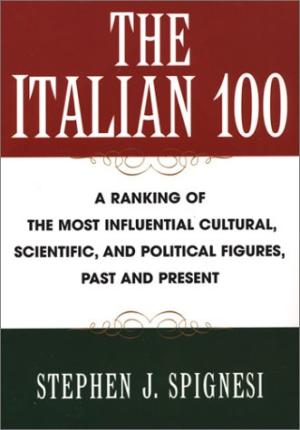 THE
ITALIAN 100
A RANKING OF
THE MOST INFLUENTIAL CULTURAL,
SCIENTIFIC, AND POLITICAL FIGURES,
PAST AND PRESENT
STEPHEN J. SPIGNESI